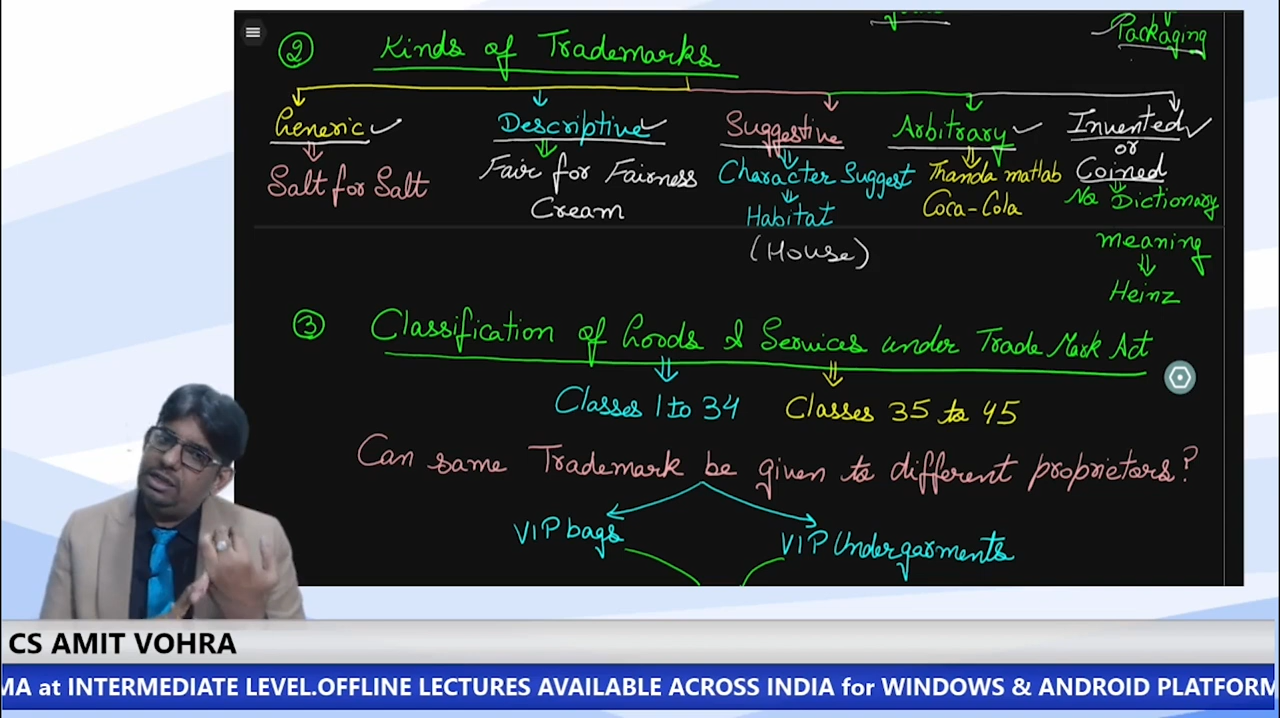 Packaging
② Kinds of Trademarks
Generic Descriptive Suggestive Arbitrary Invented
or
Coined
Salt for Salt
Fair for Fairness
Cream
Character Suggest
Habitat
(House)
Thanda matlab
Coca-Cola
No Dictionary
meaning
Heinz
③ Classification of Goods & Services under Trade Mark Act
Classes 1 to 34 Classes 35 to 45
Can same Trademark be given to different proprietors?
VIP bags VIP Undergarments
CS AMIT VOHRA
MA at INTERMEDIATE LEVEL.OFFLINE LECTURES AVAILABLE ACROSS INDIA for WINDOWS & ANDROID PLATFORM